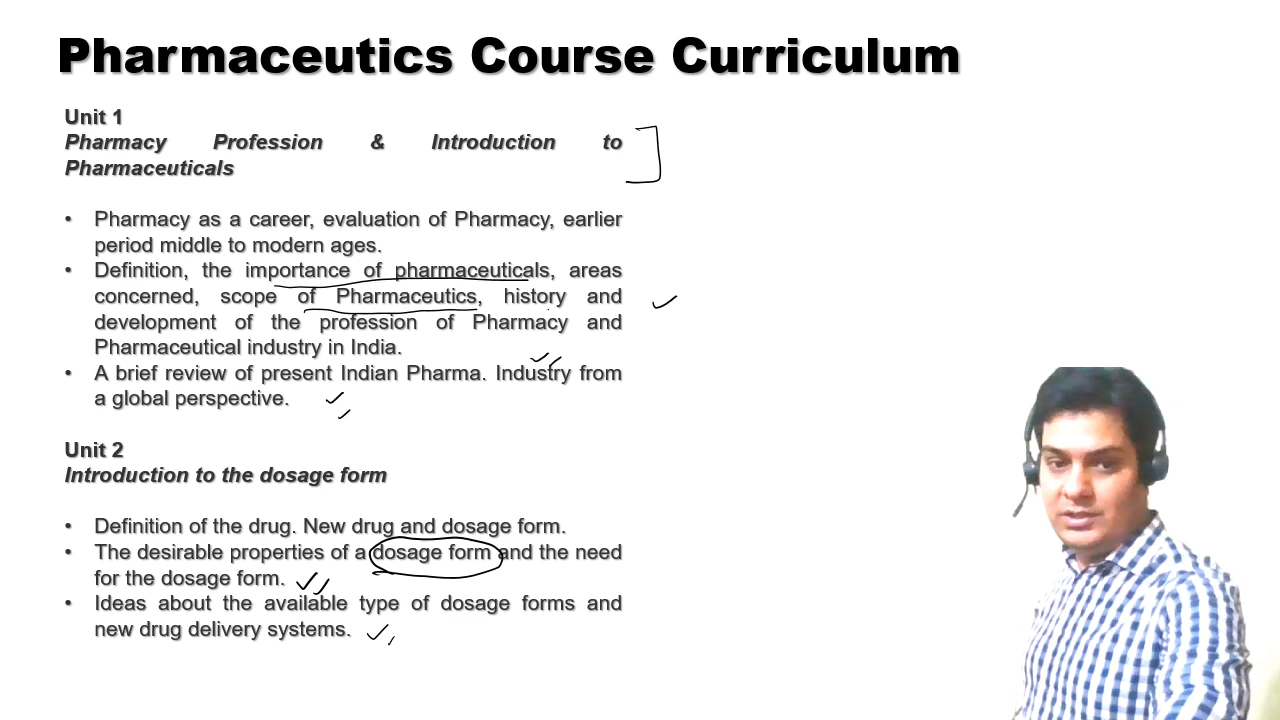 Pharmaceutics Course Curriculum
Unit 1
Pharmacy Profession & Introduction to
Pharmaceuticals
• Pharmacy as a career, evaluation of Pharmacy, earlier
period middle to modern ages.
• Definition, the importance of pharmaceuticals, areas
concerned, scope of Pharmaceutics, history and
development of the profession of Pharmacy and
Pharmaceutical industry in India.
• A brief review of present Indian Pharma. Industry from
a global perspective.
Unit 2
Introduction to the dosage form
• Definition of the drug. New drug and dosage form.
• The desirable properties of a dosage form and the need
for the dosage form.
• Ideas about the available type of dosage forms and
new drug delivery systems.